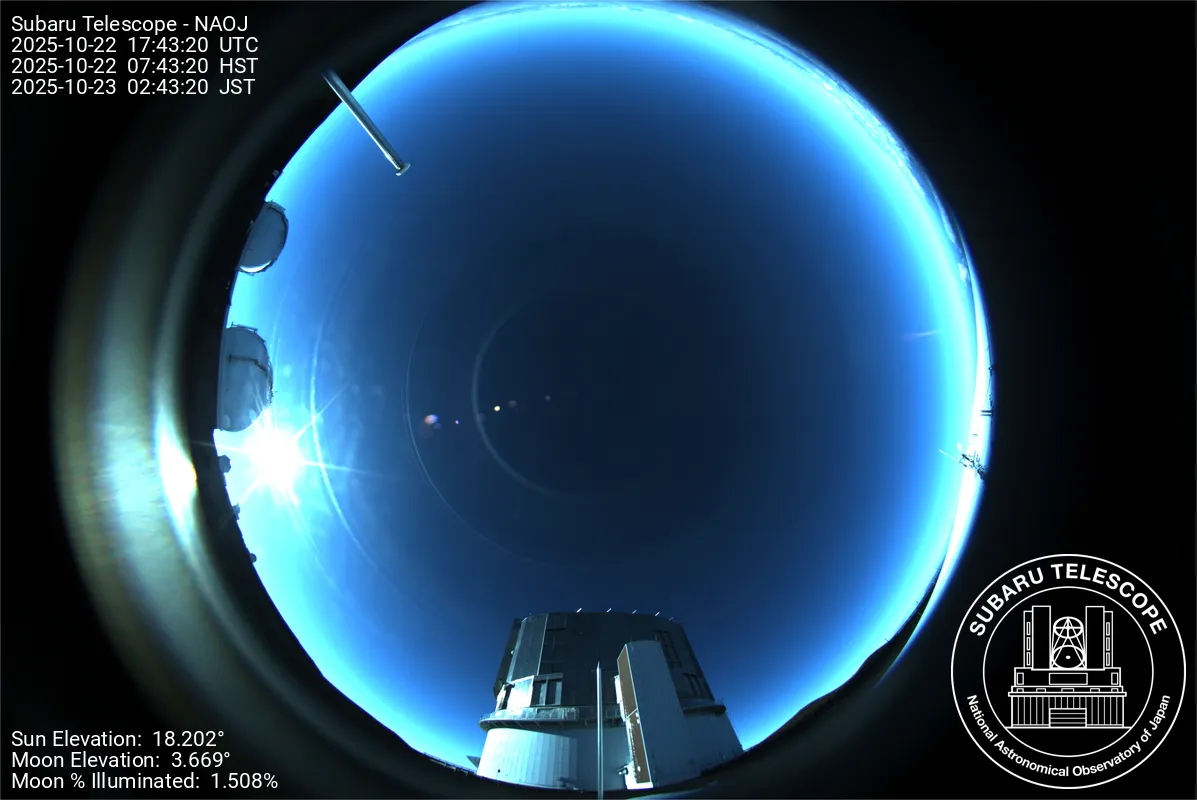 Subaru Telescope - NAOJ
2025-10-22 17:43:20 UTC
2025-10-22 07:43:20 HST
2025-10-23 02:43:20 JST
SUBARU TELESCOPE
National Astronomical Observatory of Japan
Sun Elevation: 18.202°
Moon Elevation: 3.669°
Moon % Illuminated: 1.508%